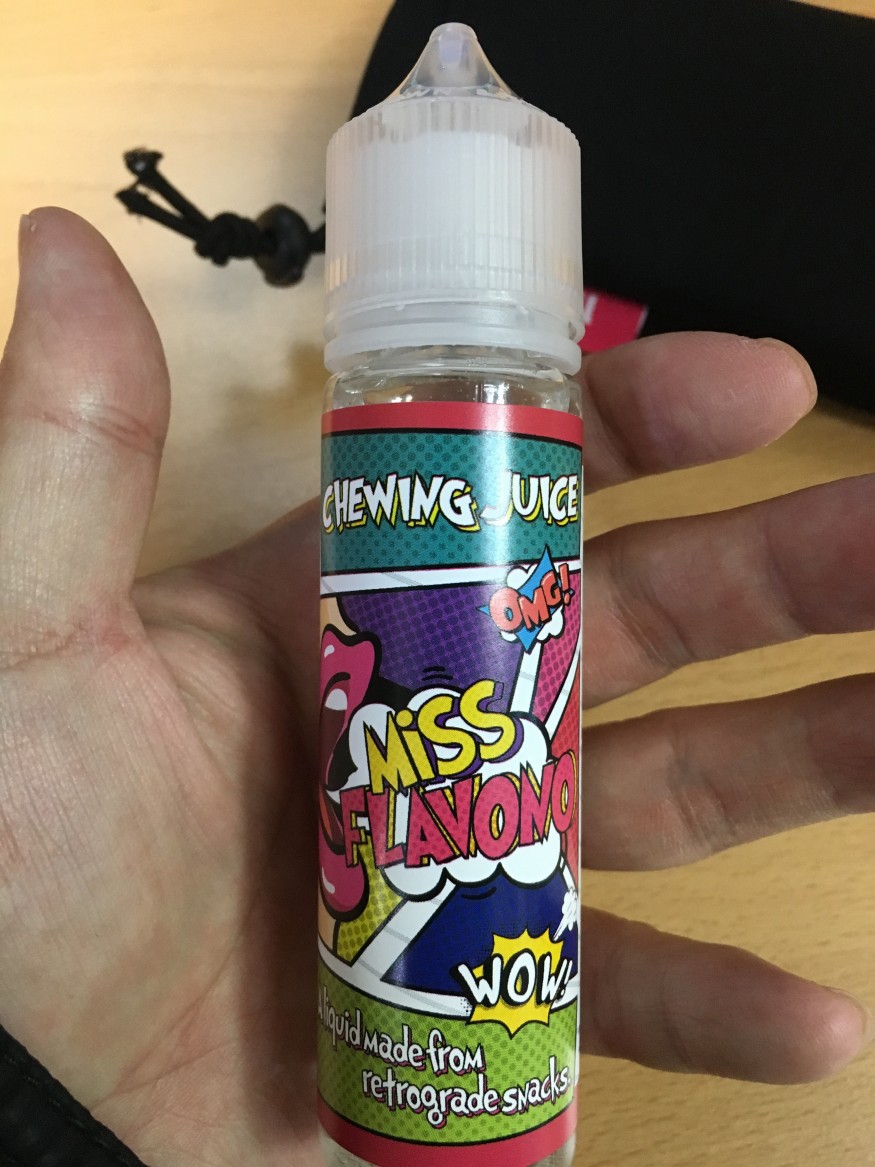 CHEWING JUICE
OMG!
MiSS
FLAVONO
WOW!
liquid made from
retrograde snacks.